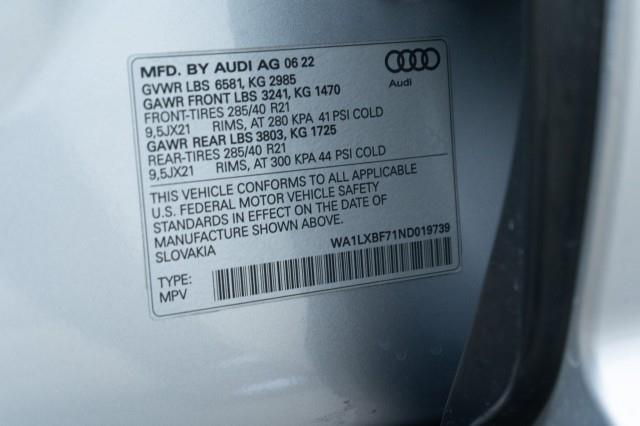 MFD. BY AUDI AG 06 22
GVWR LBS 6581, KG 2985
GAWR FRONT LBS 3241, KG 1470
FRONT-TIRES 285/40 R21
9,5JX21 RIMS, AT 280 KPA 41 PSI COLD
GAWR REAR LBS 3803, KG 1725
REAR-TIRES 285/40 R21
9,5JX21 RIMS, AT 300 KPA 44 PSI COLD
Audi
THIS VEHICLE CONFORMS TO ALL APPLICABLE
U.S. FEDERAL MOTOR VEHICLE SAFETY
STANDARDS IN EFFECT ON THE DATE OF
MANUFACTURE SHOWN ABOVE.
SLOVAKIA
WA1LXBF71ND019739
TYPE:
MPV